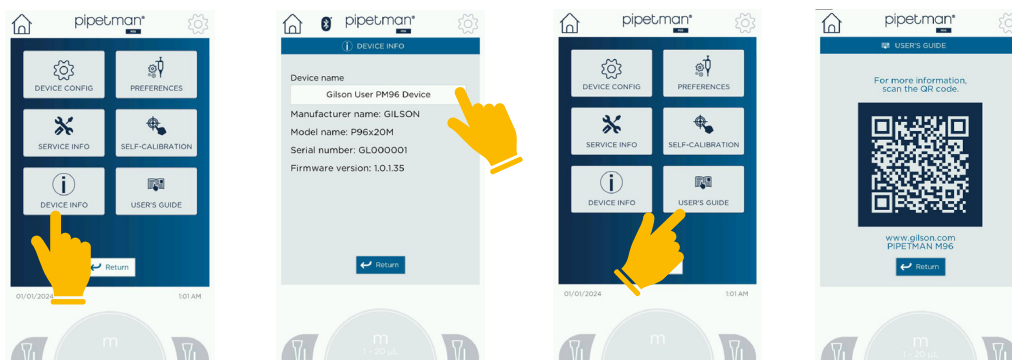 pipetman®
M96
DEVICE CONFIG
PREFERENCES
SERVICE INFO
SELF-CALIBRATION
DEVICE INFO
USER'S GUIDE
Return
01/01/2024
1:01 AM
m
pipetman®
M96
DEVICE INFO
Device name
Gilson User PM96 Device
Manufacturer name: GILSON
Model name: P96x20M
Serial number: GL000001
Firmware version: 1.0.1.35
Return
m
1 - 20 µL
pipetman®
M96
DEVICE CONFIG
PREFERENCES
SERVICE INFO
SELF-CALIBRATION
DEVICE INFO
USER'S GUIDE
01/01/2024
1:01 AM
m
pipetman®
M96
USER'S GUIDE
For more information,
scan the QR code.
www.gilson.com
PIPETMAN M96
Return
m
1 - 20 µL